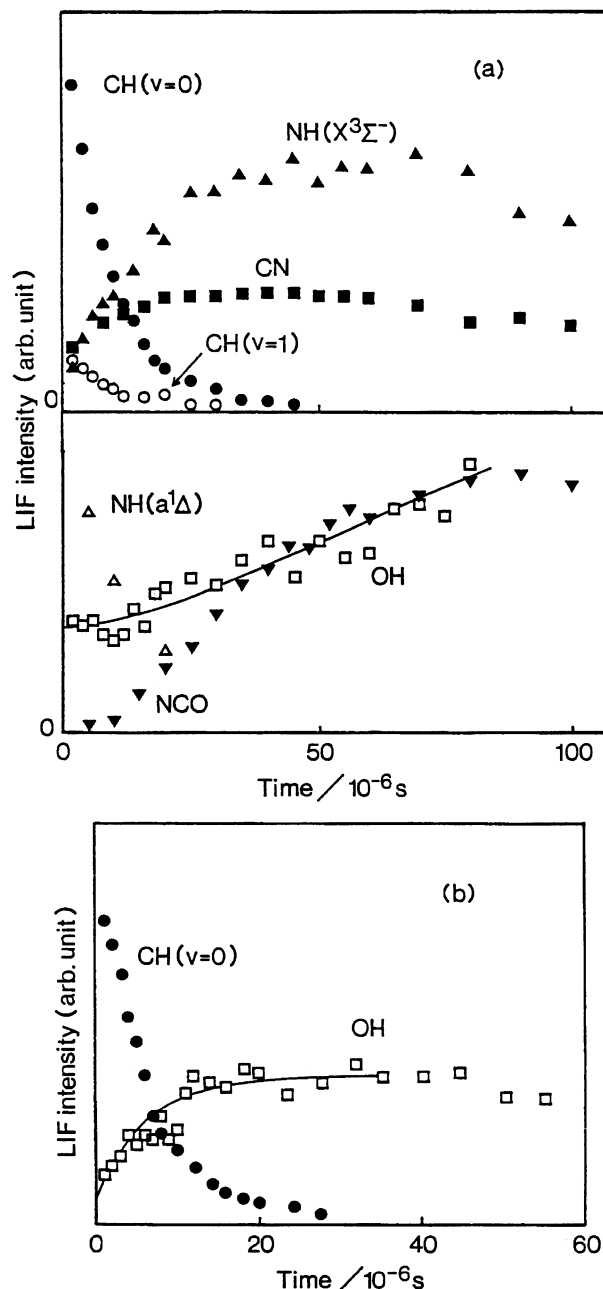 (a)
CH(v=0)
NH(X³Σ⁻)
CN
CH(v=1)
0
LIF intensity (arb. unit)
NH(a¹Δ)
OH
NCO
0
0 50 100
Time / 10⁻⁶s
(b)
CH(v=0)
OH
LIF intensity (arb. unit)
0 20 40 60
Time / 10⁻⁶s